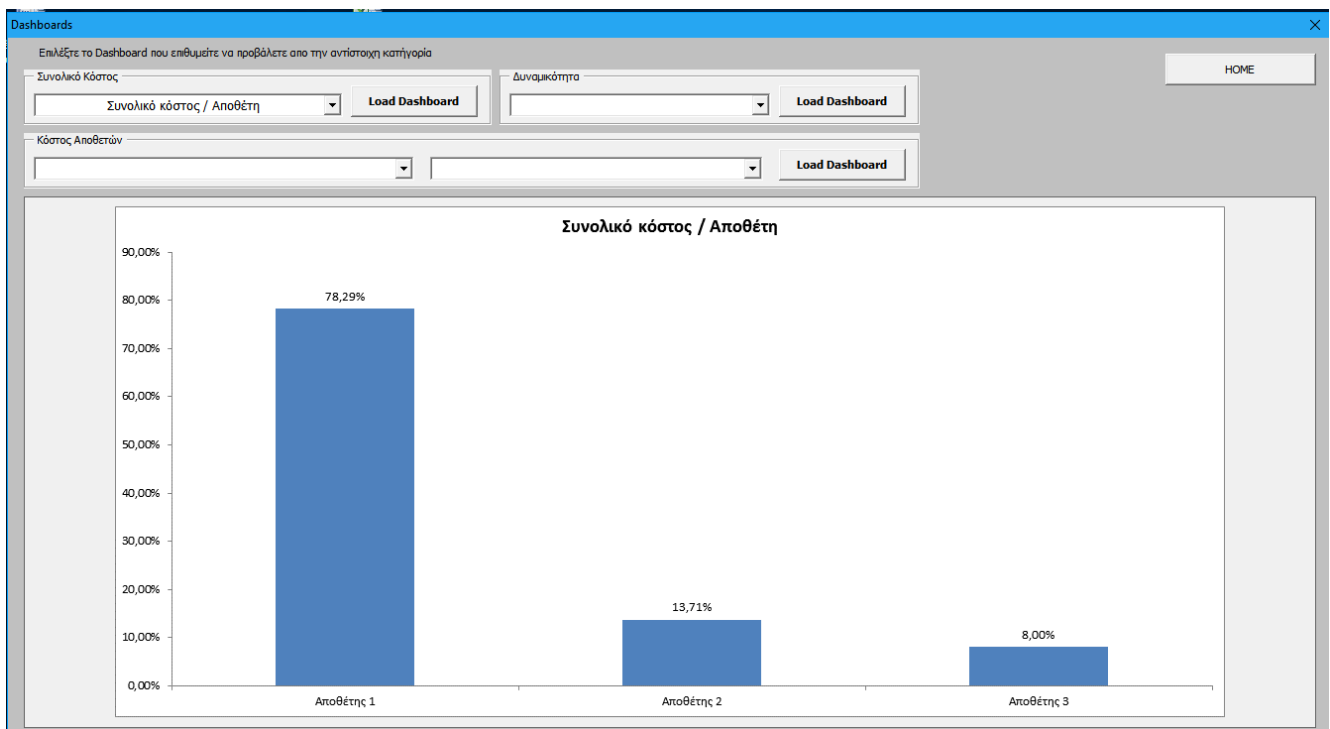 Dashboards
Επιλέξτε το Dashboard που επιθυμείτε να προβάλετε απο την αντίστοιχη κατήγορία
HOME
Συνολικό Κόστος
Δυναμικότητα
Συνολικό κόστος / Αποθέτη
Load Dashboard
Load Dashboard
Κόστος Αποθετών
Load Dashboard
Συνολικό κόστος / Αποθέτη
90,00%
80,00%
78,29%
70,00%
60,00%
50,00%
40,00%
30,00%
20,00%
13,71%
10,00%
8,00%
0,00%
Αποθέτης 1
Αποθέτης 2
Αποθέτης 3